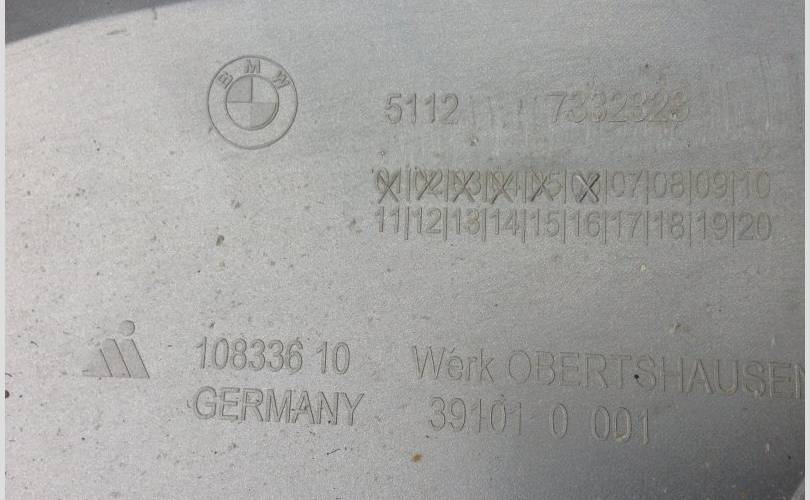 BMW
5112 7332323
01|02|03|04|05|06|07|08|09|10
11|12|13|14|15|16|17|18|19|20
108336 10 Werk OBERTSHAUSEN
GERMANY 39101 0 001